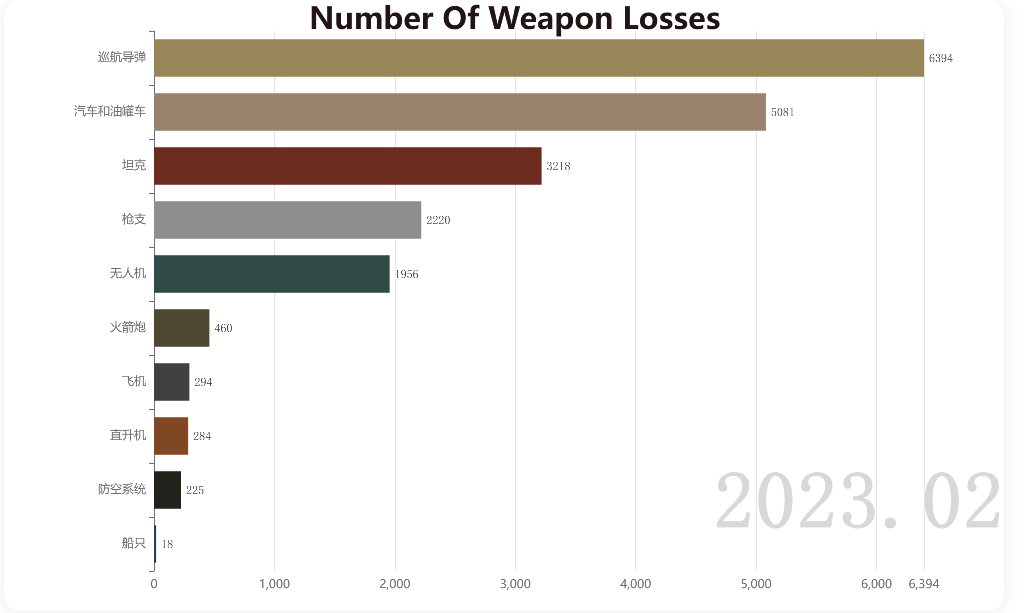 Number Of Weapon Losses
巡航导弹 6394
汽车和油罐车 5081
坦克 3218
枪支 2220
无人机 1956
火箭炮 460
飞机 294
直升机 284
防空系统 225
船只 18
2023.02
0 1,000 2,000 3,000 4,000 5,000 6,000 6,394